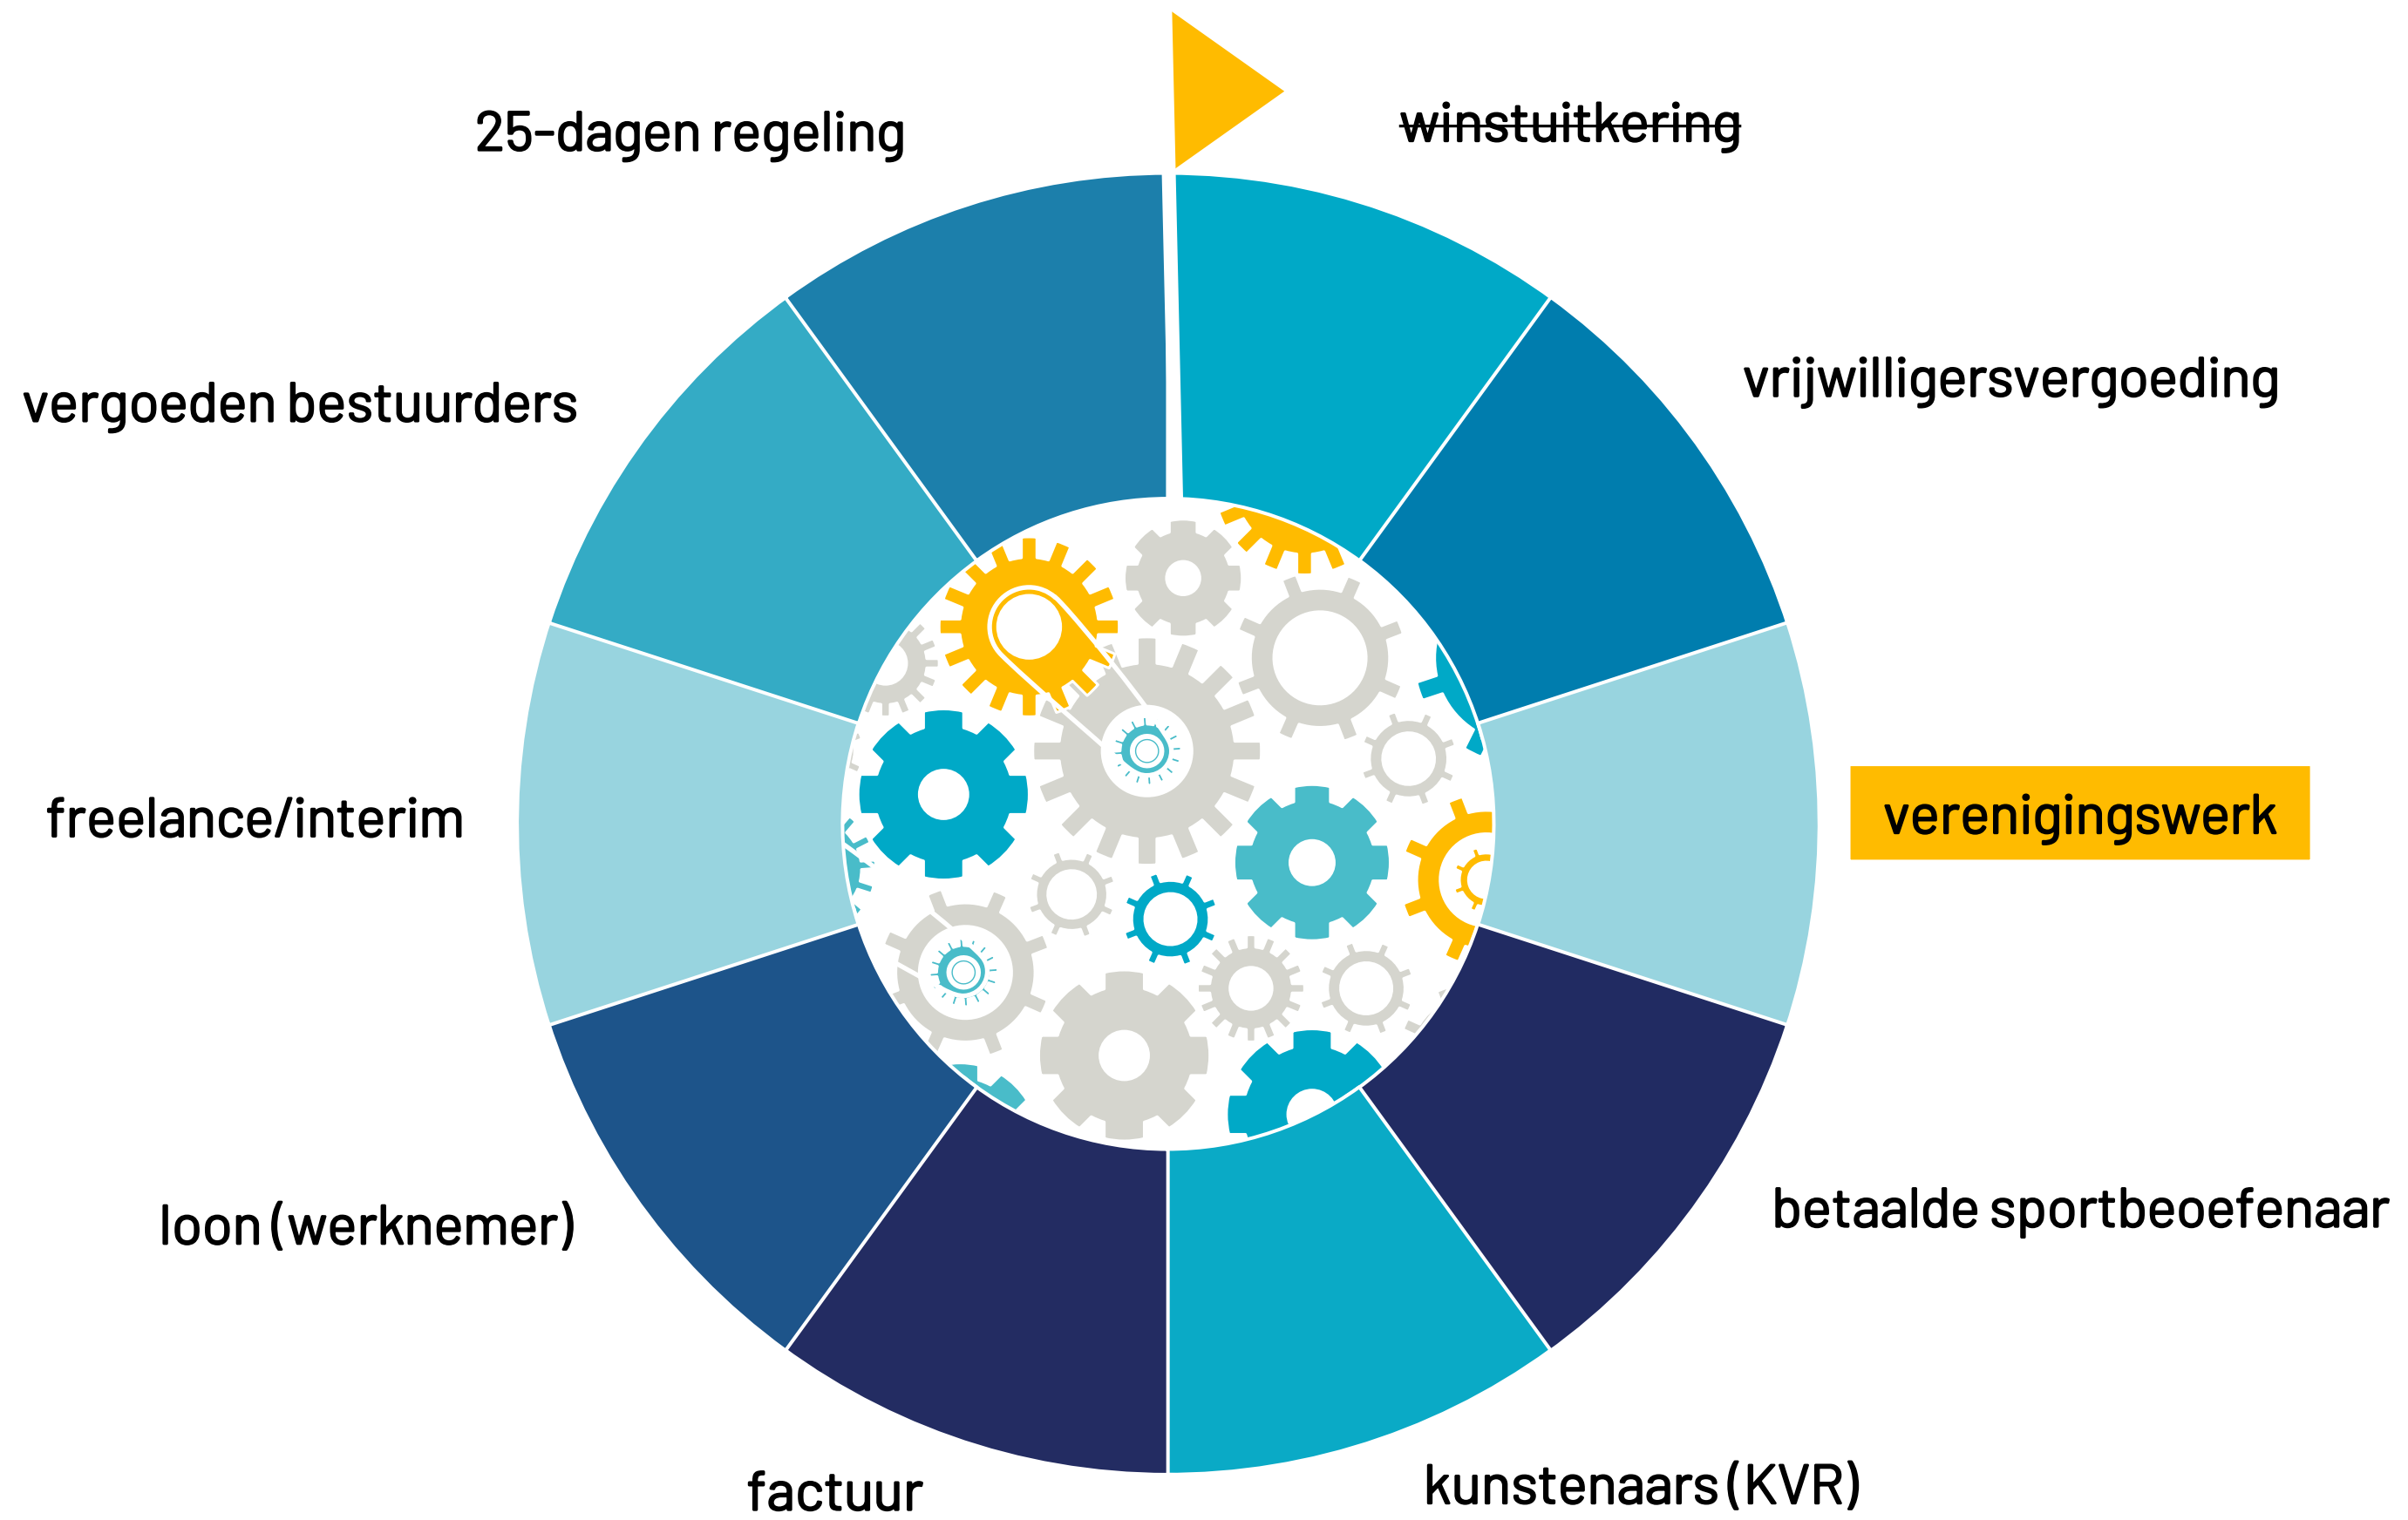 25-dagen regeling
winstuitkering
vergoeden bestuurders
vrijwilligersvergoeding
freelance/interim
verenigingswerk
loon (werknemer)
betaalde sportbeoefenaar
factuur
kunstenaars (KVR)